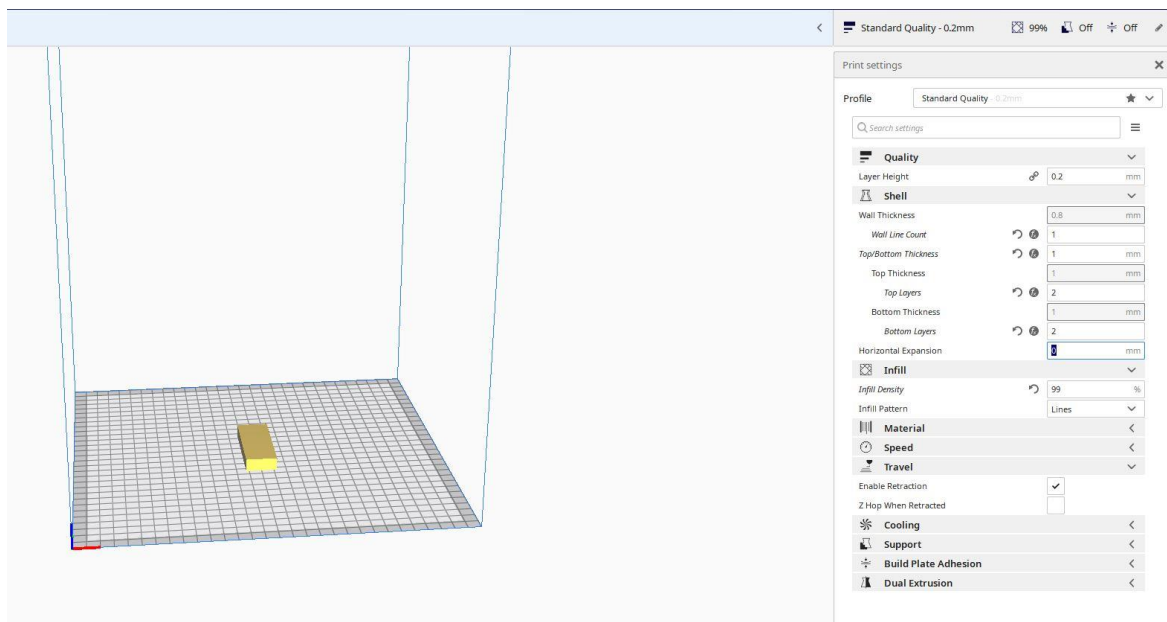 Standard Quality - 0.2mm 99% Off Off
Print settings
Profile Standard Quality - 0.2mm
Search settings
Quality
Layer Height 0.2 mm
Shell
Wall Thickness 0.8 mm
Wall Line Count 1
Top/Bottom Thickness 1 mm
Top Thickness 1 mm
Top Layers 2
Bottom Thickness 1 mm
Bottom Layers 2
Horizontal Expansion 0 mm
Infill
Infill Density 99 %
Infill Pattern Lines
Material
Speed
Travel
Enable Retraction
Z Hop When Retracted
Cooling
Support
Build Plate Adhesion
Dual Extrusion